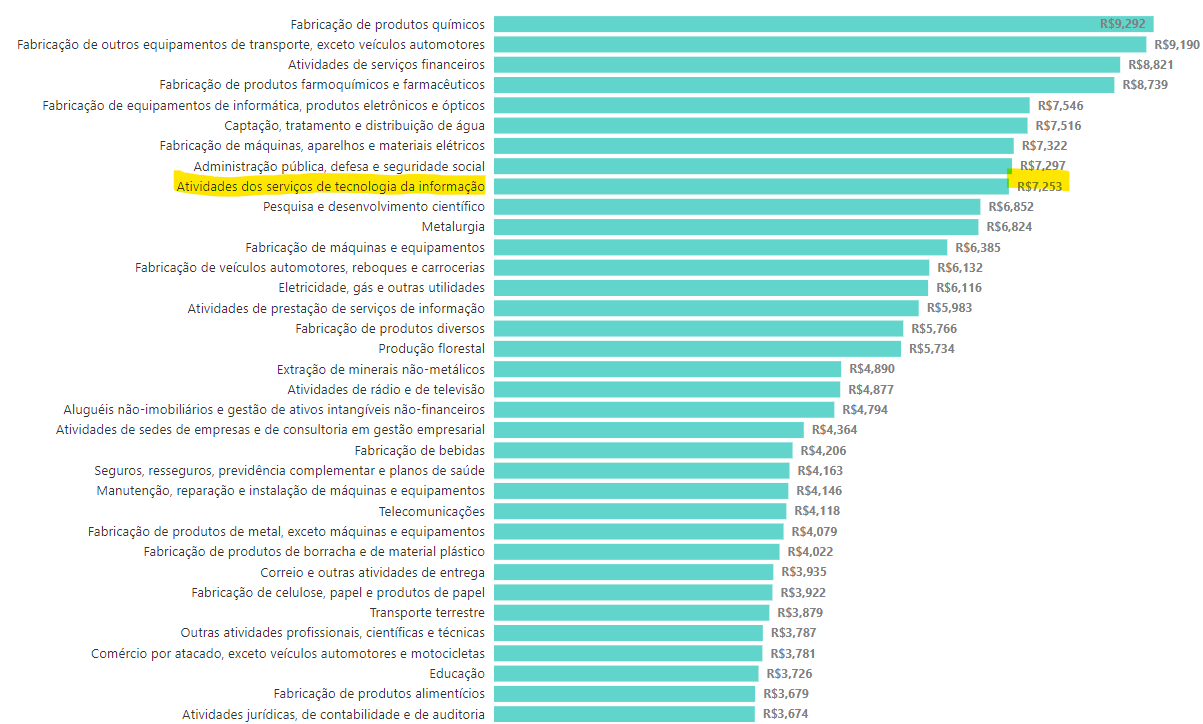 Fabricação de produtos químicos R$9,292
Fabricação de outros equipamentos de transporte, exceto veículos automotores R$9,190
Atividades de serviços financeiros R$8,821
Fabricação de produtos farmoquímicos e farmacêuticos R$8,739
Fabricação de equipamentos de informática, produtos eletrônicos e ópticos R$7,546
Captação, tratamento e distribuição de água R$7,516
Fabricação de máquinas, aparelhos e materiais elétricos R$7,322
Administração pública, defesa e seguridade social R$7,297
Atividades dos serviços de tecnologia da informação R$7,253
Pesquisa e desenvolvimento científico R$6,852
Metalurgia R$6,824
Fabricação de máquinas e equipamentos R$6,385
Fabricação de veículos automotores, reboques e carrocerias R$6,132
Eletricidade, gás e outras utilidades R$6,116
Atividades de prestação de serviços de informação R$5,983
Fabricação de produtos diversos R$5,766
Produção florestal R$5,734
Extração de minerais não-metálicos R$4,890
Atividades de rádio e de televisão R$4,877
Aluguéis não-imobiliários e gestão de ativos intangíveis não-financeiros R$4,794
Atividades de sedes de empresas e de consultoria em gestão empresarial R$4,364
Fabricação de bebidas R$4,206
Seguros, resseguros, previdência complementar e planos de saúde R$4,163
Manutenção, reparação e instalação de máquinas e equipamentos R$4,146
Telecomunicações R$4,118
Fabricação de produtos de metal, exceto máquinas e equipamentos R$4,079
Fabricação de produtos de borracha e de material plástico R$4,022
Correio e outras atividades de entrega R$3,935
Fabricação de celulose, papel e produtos de papel R$3,922
Transporte terrestre R$3,879
Outras atividades profissionais, científicas e técnicas R$3,787
Comércio por atacado, exceto veículos automotores e motocicletas R$3,781
Educação R$3,726
Fabricação de produtos alimentícios R$3,679
Atividades jurídicas, de contabilidade e de auditoria R$3,674